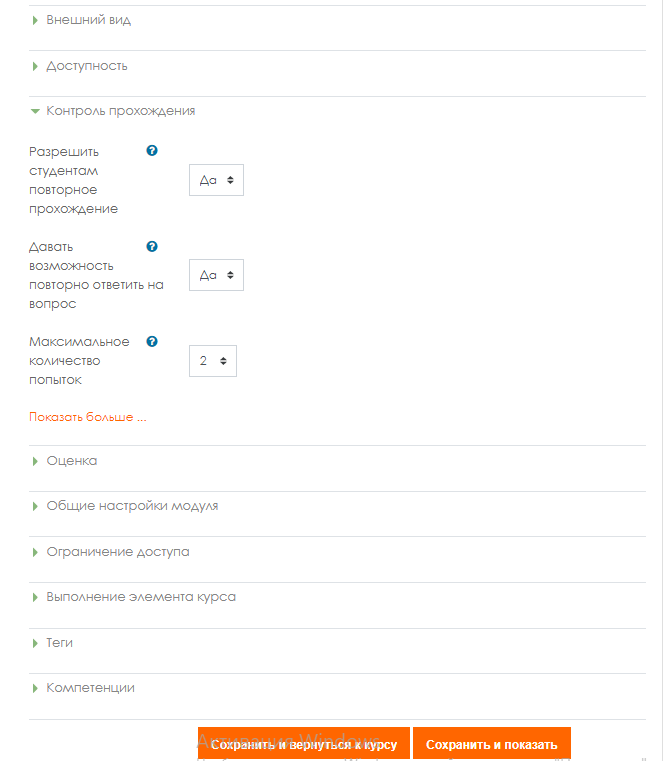 Внешний вид
Доступность
Контроль прохождения
Разрешить
студентам
повторное
прохождение
Да
Давать
возможность
повторно ответить на
вопрос
Да
Максимальное
количество
попыток
2
Показать больше ...
Оценка
Общие настройки модуля
Ограничение доступа
Выполнение элемента курса
Теги
Компетенции
Активация Windows
Сохранить и вернуться к курсу
Сохранить и показать